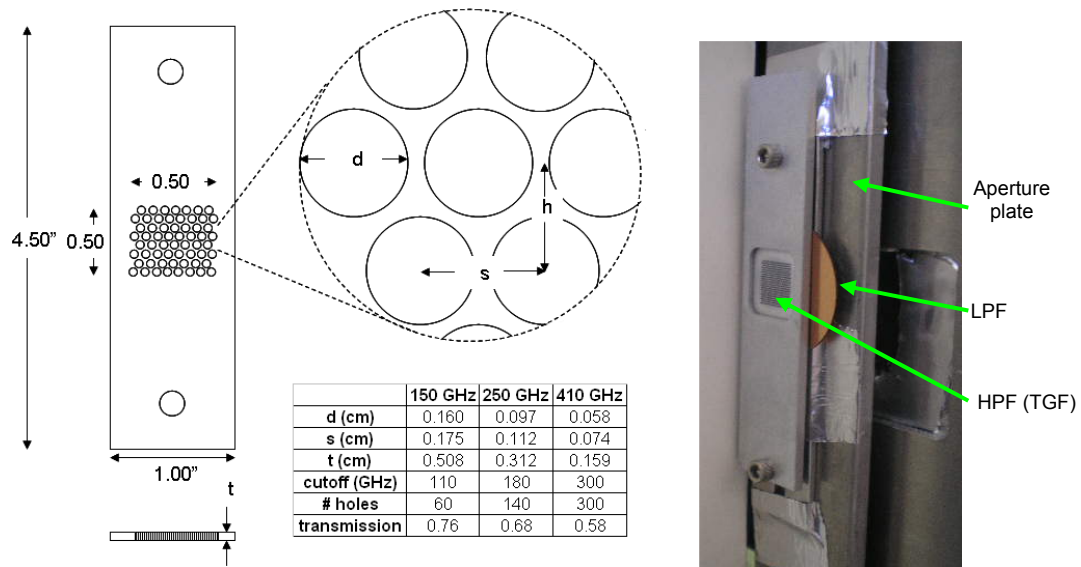 4.50”
0.50
0.50
1.00”
t
d
h
s
150 GHz 250 GHz 410 GHz
d (cm) 0.160 0.097 0.058
s (cm) 0.175 0.112 0.074
t (cm) 0.508 0.312 0.159
cutoff (GHz) 110 180 300
# holes 60 140 300
transmission 0.76 0.68 0.58
Aperture
plate
LPF
HPF (TGF)